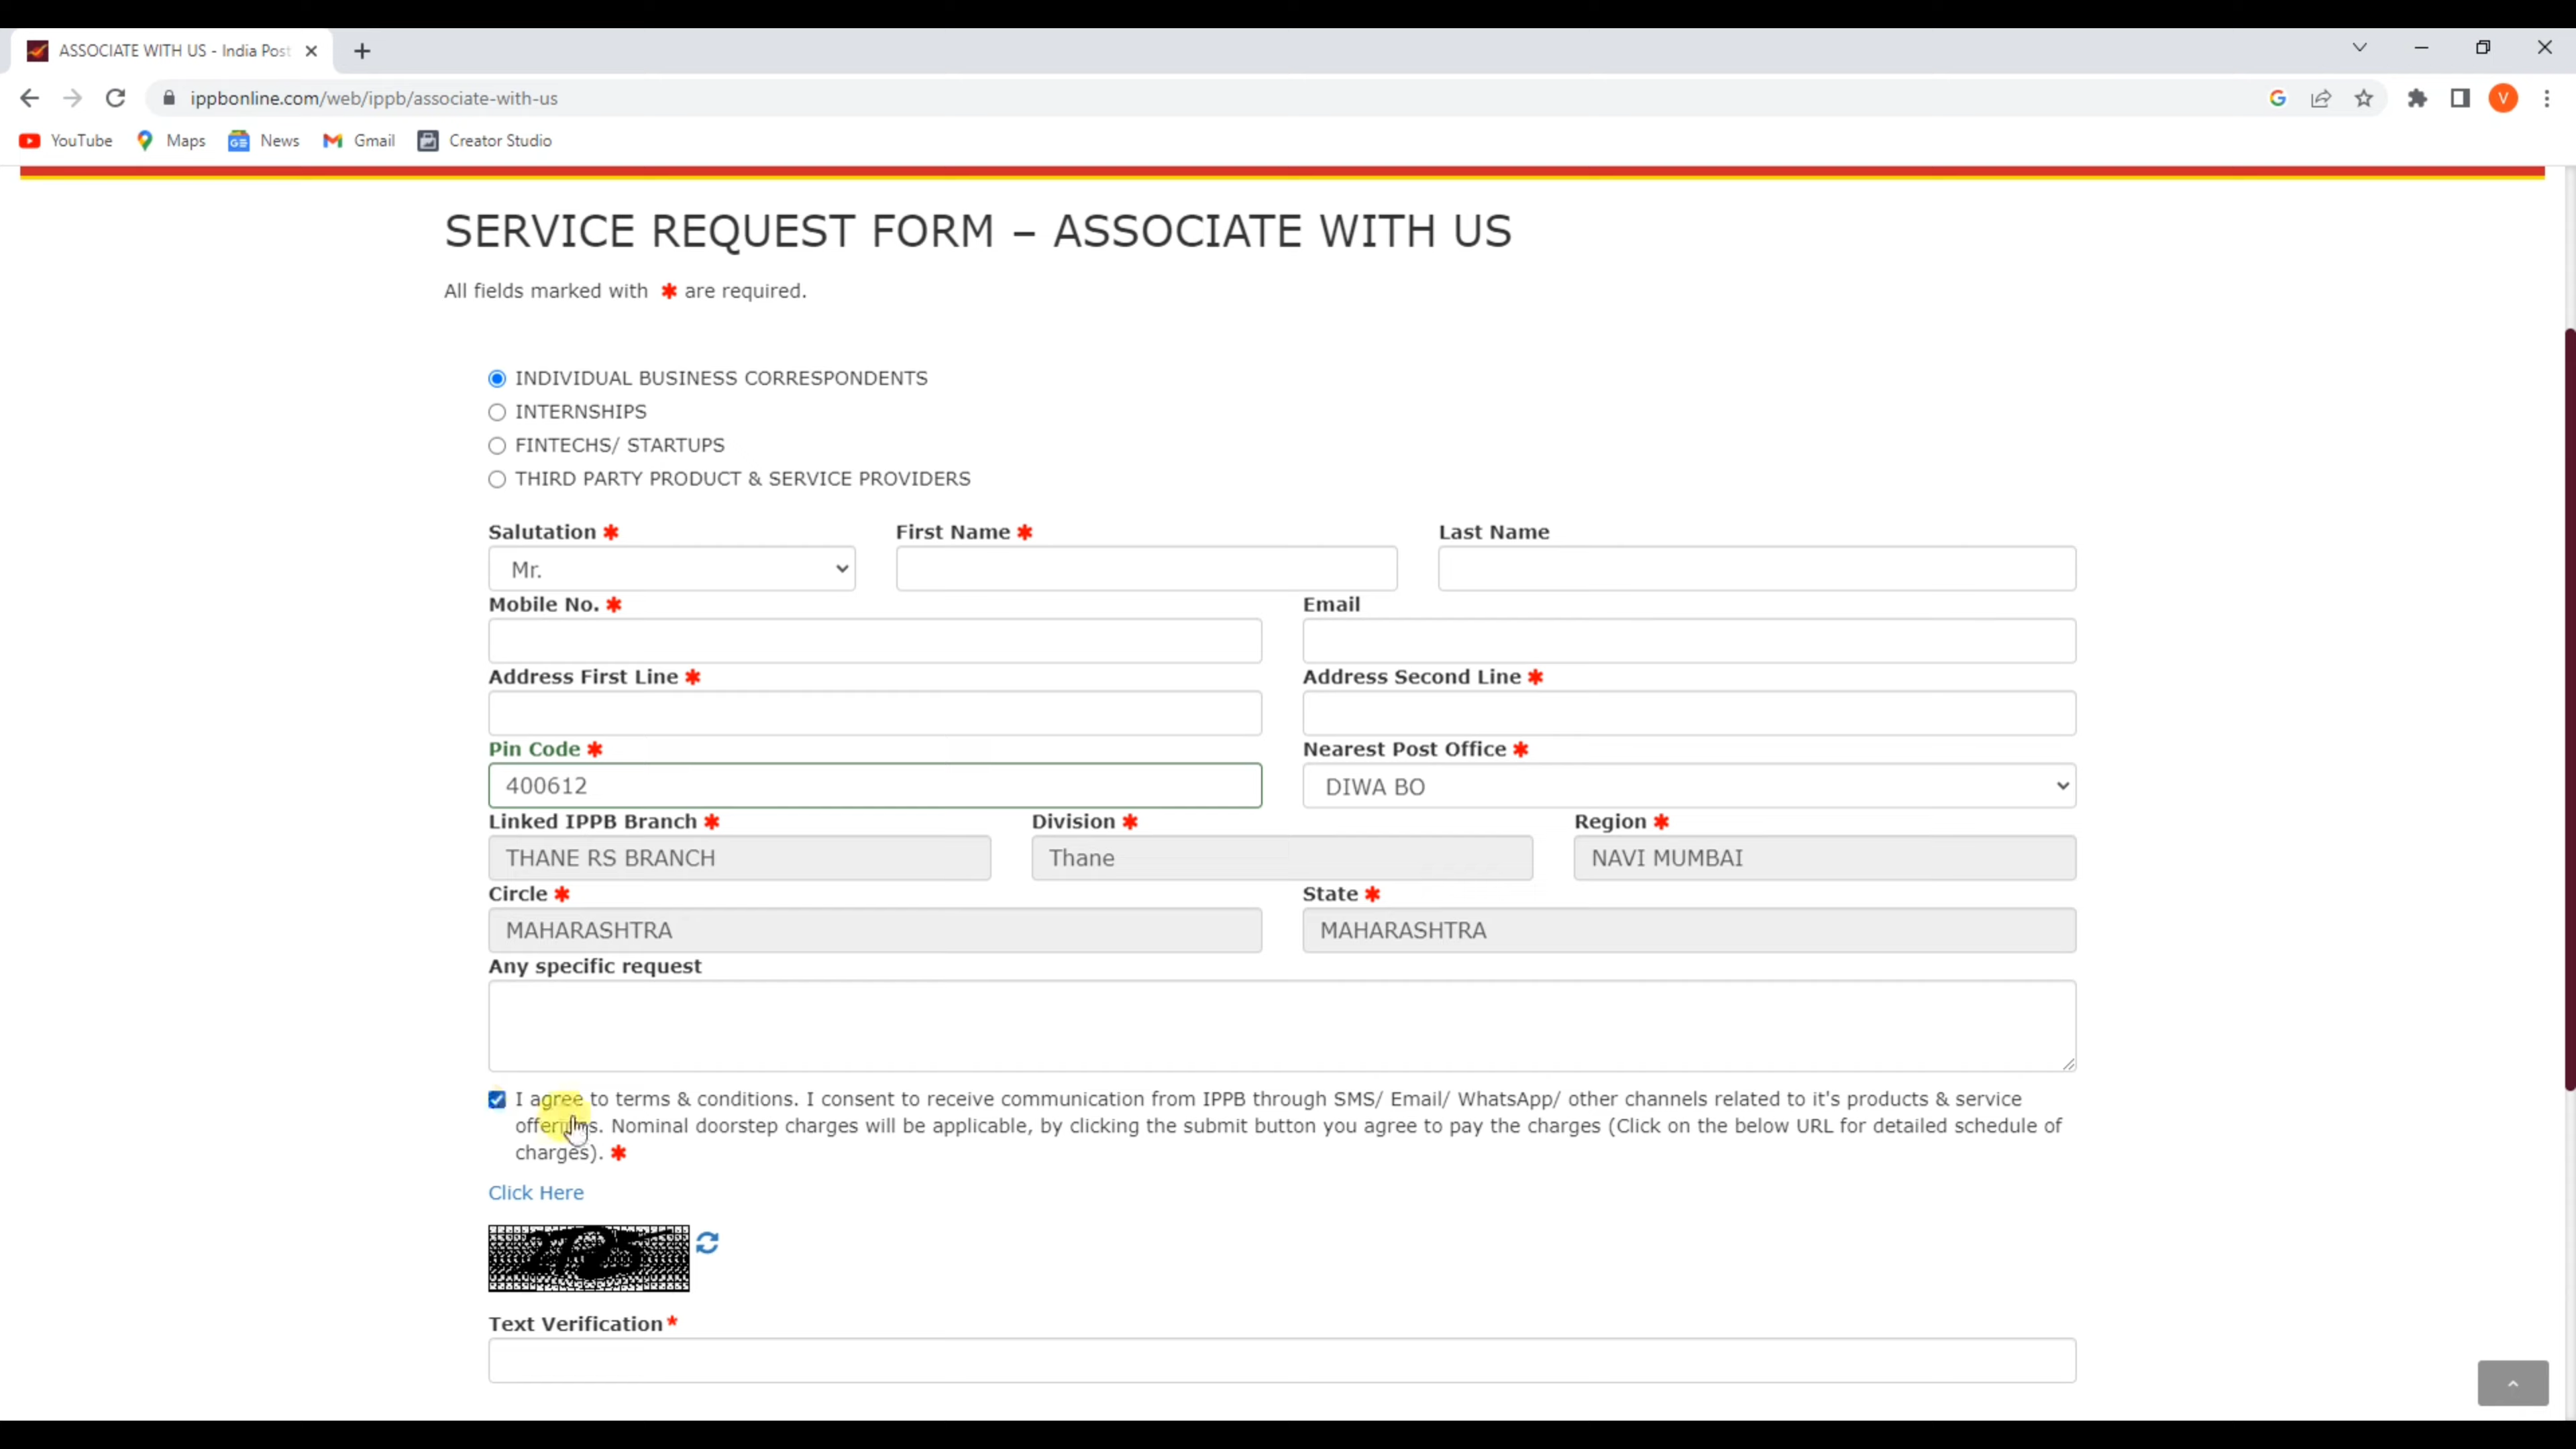 ASSOCIATE WITH US - India Post
ippbonline.com/web/ippb/associate-with-us
V
YouTube Maps News Gmail Creator Studio
SERVICE REQUEST FORM – ASSOCIATE WITH US
All fields marked with * are required.
INDIVIDUAL BUSINESS CORRESPONDENTS
INTERNSHIPS
FINTECHS/ STARTUPS
THIRD PARTY PRODUCT & SERVICE PROVIDERS
Salutation * First Name * Last Name
Mr.
Mobile No. * Email
Address First Line * Address Second Line *
Pin Code * Nearest Post Office *
400612 DIWA BO
Linked IPPB Branch * Division * Region *
THANE RS BRANCH Thane NAVI MUMBAI
Circle * State *
MAHARASHTRA MAHARASHTRA
Any specific request
I agree to terms & conditions. I consent to receive communication from IPPB through SMS/ Email/ WhatsApp/ other channels related to it's products & service
offerings. Nominal doorstep charges will be applicable, by clicking the submit button you agree to pay the charges (Click on the below URL for detailed schedule of
charges). *
Click Here
Text Verification*